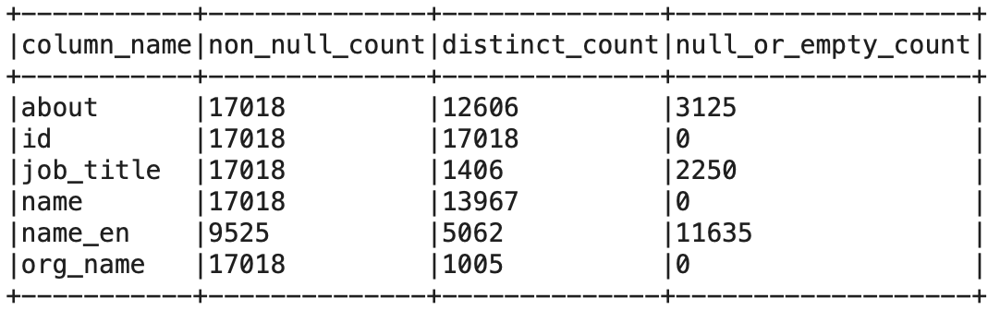 +-----------+--------------+--------------+-------------------+
|column_name|non_null_count|distinct_count|null_or_empty_count|
+-----------+--------------+--------------+-------------------+
|about      |17018         |12606         |3125               |
|id         |17018         |17018         |0                  |
|job_title  |17018         |1406          |2250               |
|name       |17018         |13967         |0                  |
|name_en    |9525          |5062          |11635              |
|org_name   |17018         |1005          |0                  |
+-----------+--------------+--------------+-------------------+